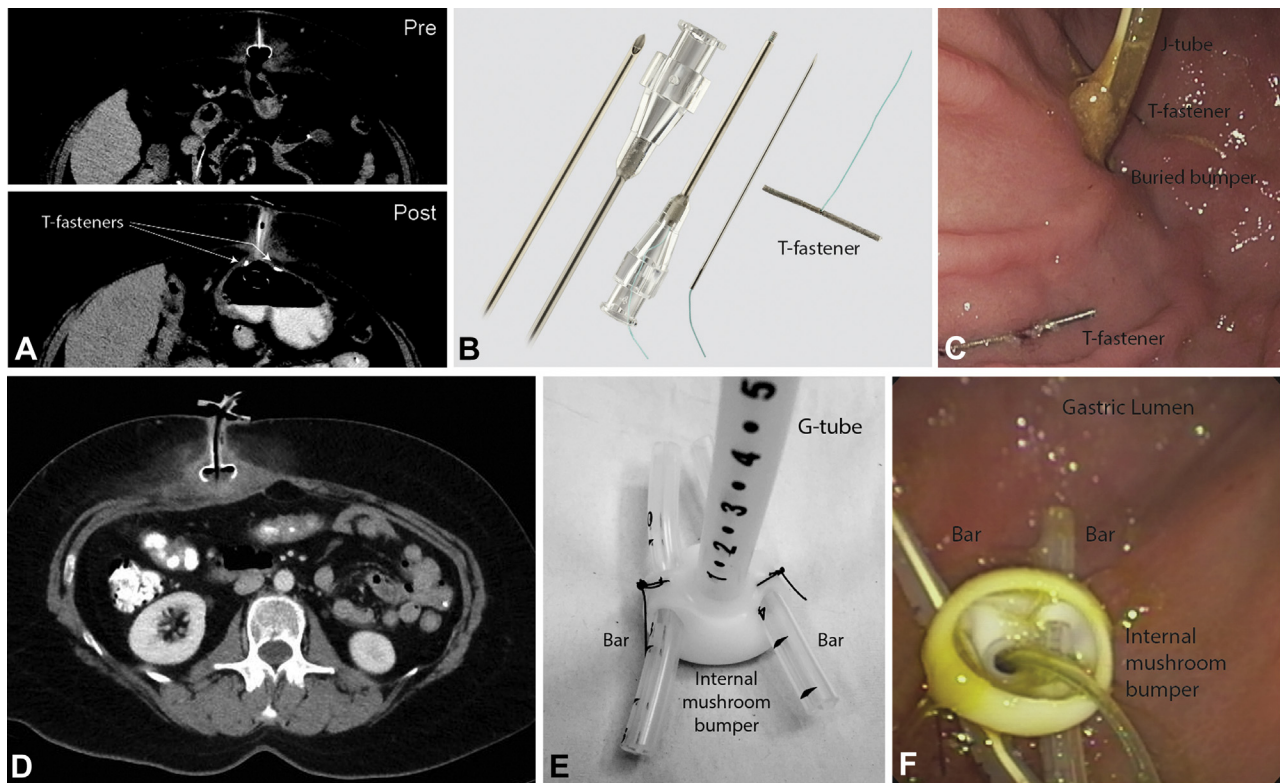 Pre
Post
T-fasteners
A
T-fastener
B
J-tube
T-fastener
Buried bumper
T-fastener
C
D
G-tube
5
4
3
2
1
Bar
Bar
Internal
mushroom
bumper
E
Gastric Lumen
Bar
Bar
Internal
mushroom
bumper
F